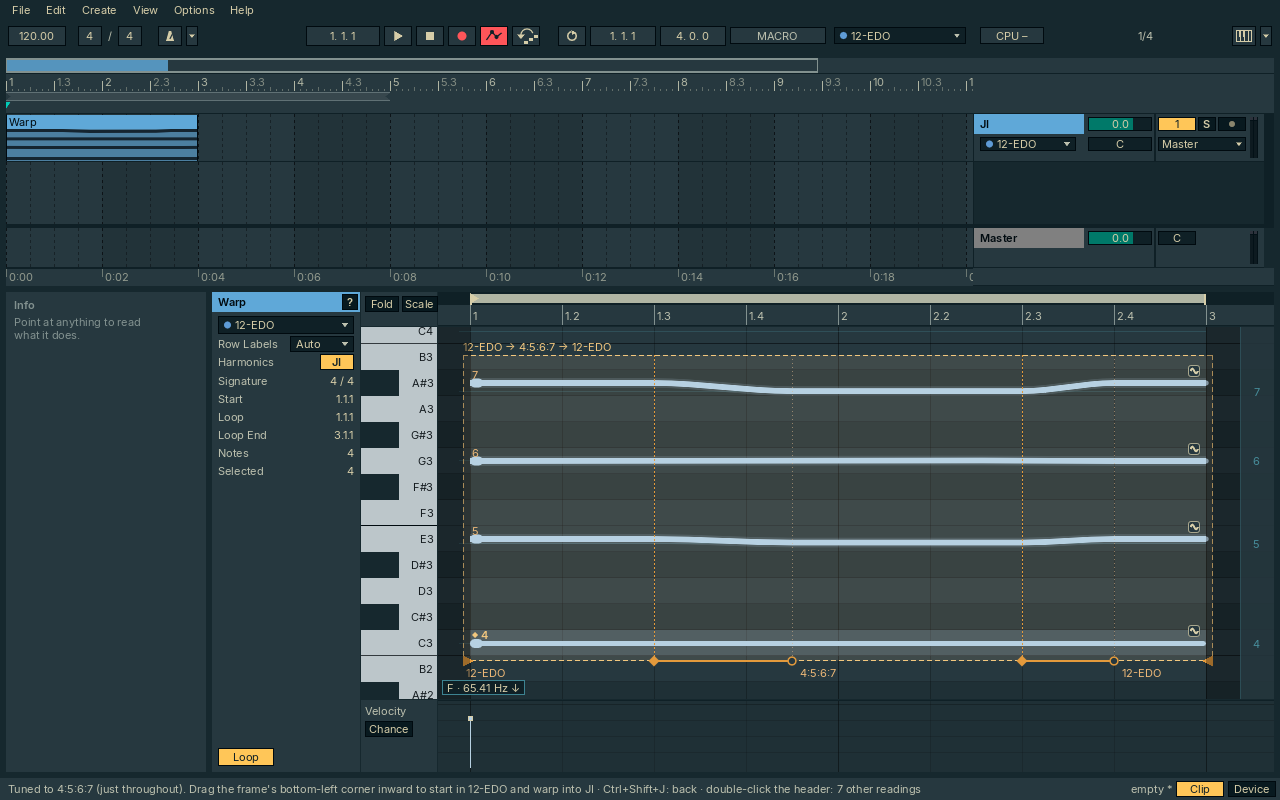 File Edit Create View Options Help
120.00 4 / 4 1. 1. 1 1. 1. 1 4. 0. 0 MACRO 12-EDO CPU – 1/4
1 1.3 2 2.3 3 3.3 4 4.3 5 5.3 6 6.3 7 7.3 8 8.3 9 9.3 10 10.3 1
Warp
JI 0.0 1 S
12-EDO C Master
Master 0.0 C
0:00 0:02 0:04 0:06 0:08 0:10 0:12 0:14 0:16 0:18
Info
Point at anything to read
what it does.
Warp ?
12-EDO
Row Labels Auto
Harmonics JI
Signature 4 / 4
Start 1.1.1
Loop 1.1.1
Loop End 3.1.1
Notes 4
Selected 4
Loop
Fold Scale
1 1.2 1.3 1.4 2 2.2 2.3 2.4 3
C4
12-EDO → 4:5:6:7 → 12-EDO
B3
7
A#3
7
A3
G#3
6
G3 6
F#3
F3
5
E3 5
D#3
D3
C#3
4
C3 4
B2
12-EDO 4:5:6:7 12-EDO
F · 65.41 Hz ↓
A#2
Velocity
Chance
Tuned to 4:5:6:7 (just throughout). Drag the frame's bottom-left corner inward to start in 12-EDO and warp into JI · Ctrl+Shift+J: back · double-click the header: 7 other readings
empty * Clip Device